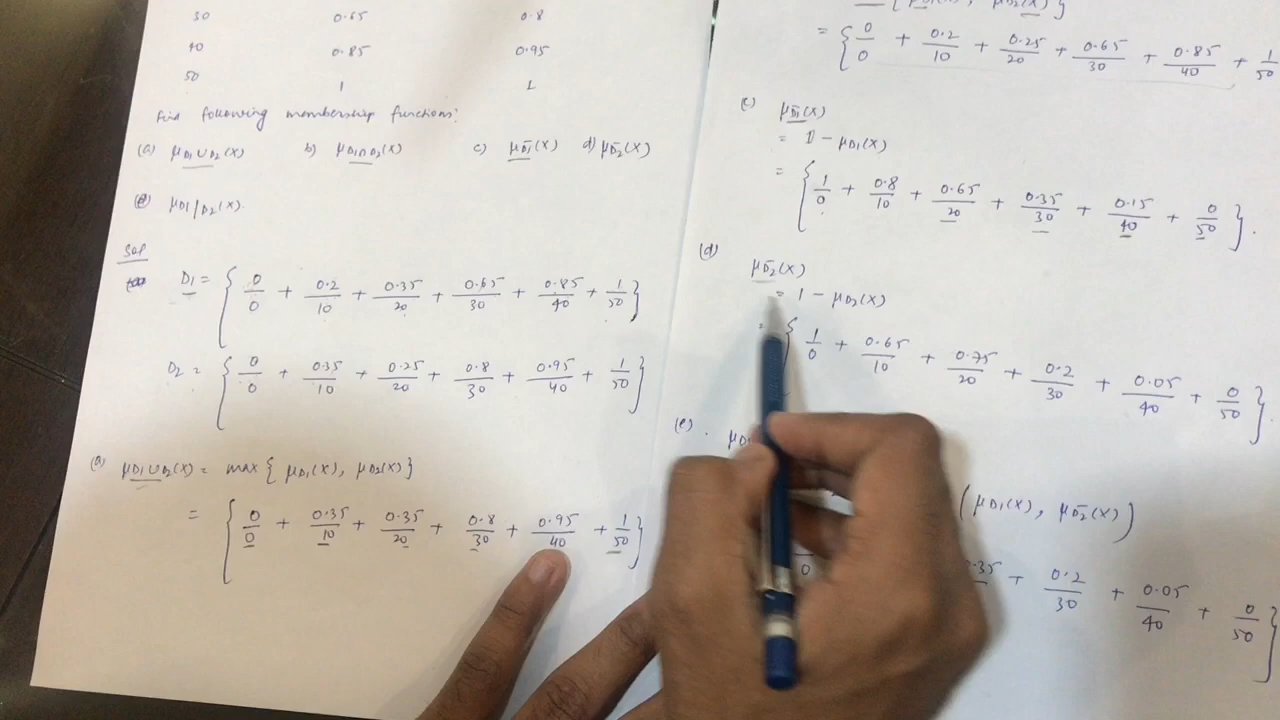 30 0.65 0.8
40 0.85 0.95
50 1 1
Find following membership functions?
(a) μD1∪D2(x) b) μD1∩D2(x) c) μD̅1(x) d) μD̅2(x)
(e) μD1/D2(x).
Sol
D1 = { 0/0 + 0.2/10 + 0.35/20 + 0.65/30 + 0.85/40 + 1/50 }
D2 = { 0/0 + 0.35/10 + 0.25/20 + 0.8/30 + 0.95/40 + 1/50 }
(a) μD1∪D2(x) = max{ μD1(x), μD2(x) }
= { 0/0 + 0.35/10 + 0.35/20 + 0.8/30 + 0.95/40 + 1/50 }
= { 0/0 + 0.2/10 + 0.25/20 + 0.65/30 + 0.85/40 + 1/50
(c) μD̅1(x)
= 1 - μD1(x)
= { 1/0 + 0.8/10 + 0.65/20 + 0.35/30 + 0.15/40 + 0/50 }.
(d) μD̅2(x)
= 1 - μD2(x)
= { 1/0 + 0.65/10 + 0.75/20 + 0.2/30 + 0.05/40 + 0/50 }.
(e). μD1
(μD1(x), μD̅2(x))
0.35 + 0.2/30 + 0.05/40 + 0/50 }